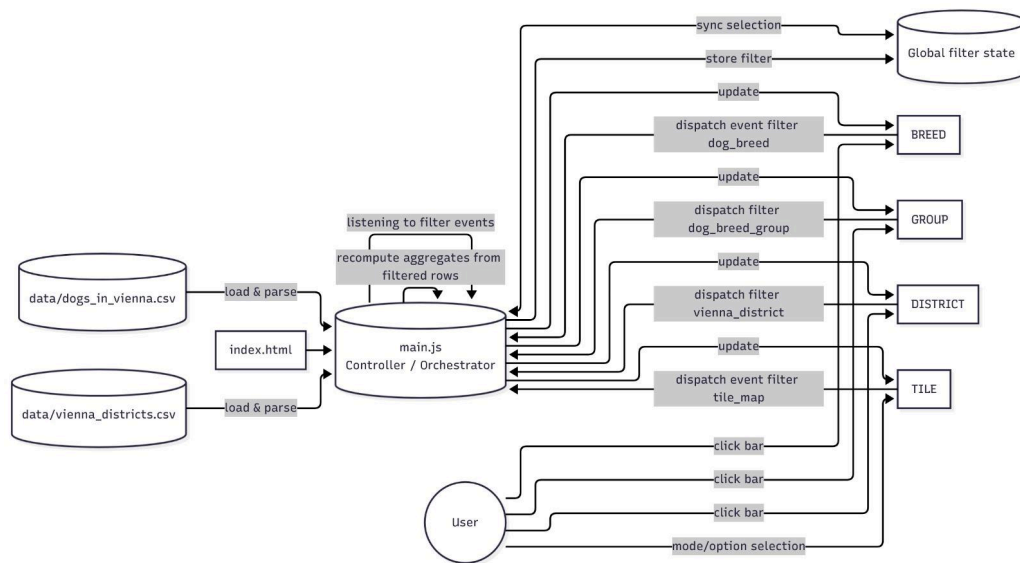 sync selection
Global filter state
store filter
update
dispatch event filter
dog_breed
BREED
update
listening to filter events
dispatch filter
dog_breed_group
GROUP
recompute aggregates from
filtered rows
update
data/dogs_in_vienna.csv
load & parse
dispatch filter
vienna_district
DISTRICT
index.html
main.js
Controller / Orchestrator
update
data/vienna_districts.csv
load & parse
dispatch event filter
tile_map
TILE
click bar
click bar
click bar
User
mode/option selection